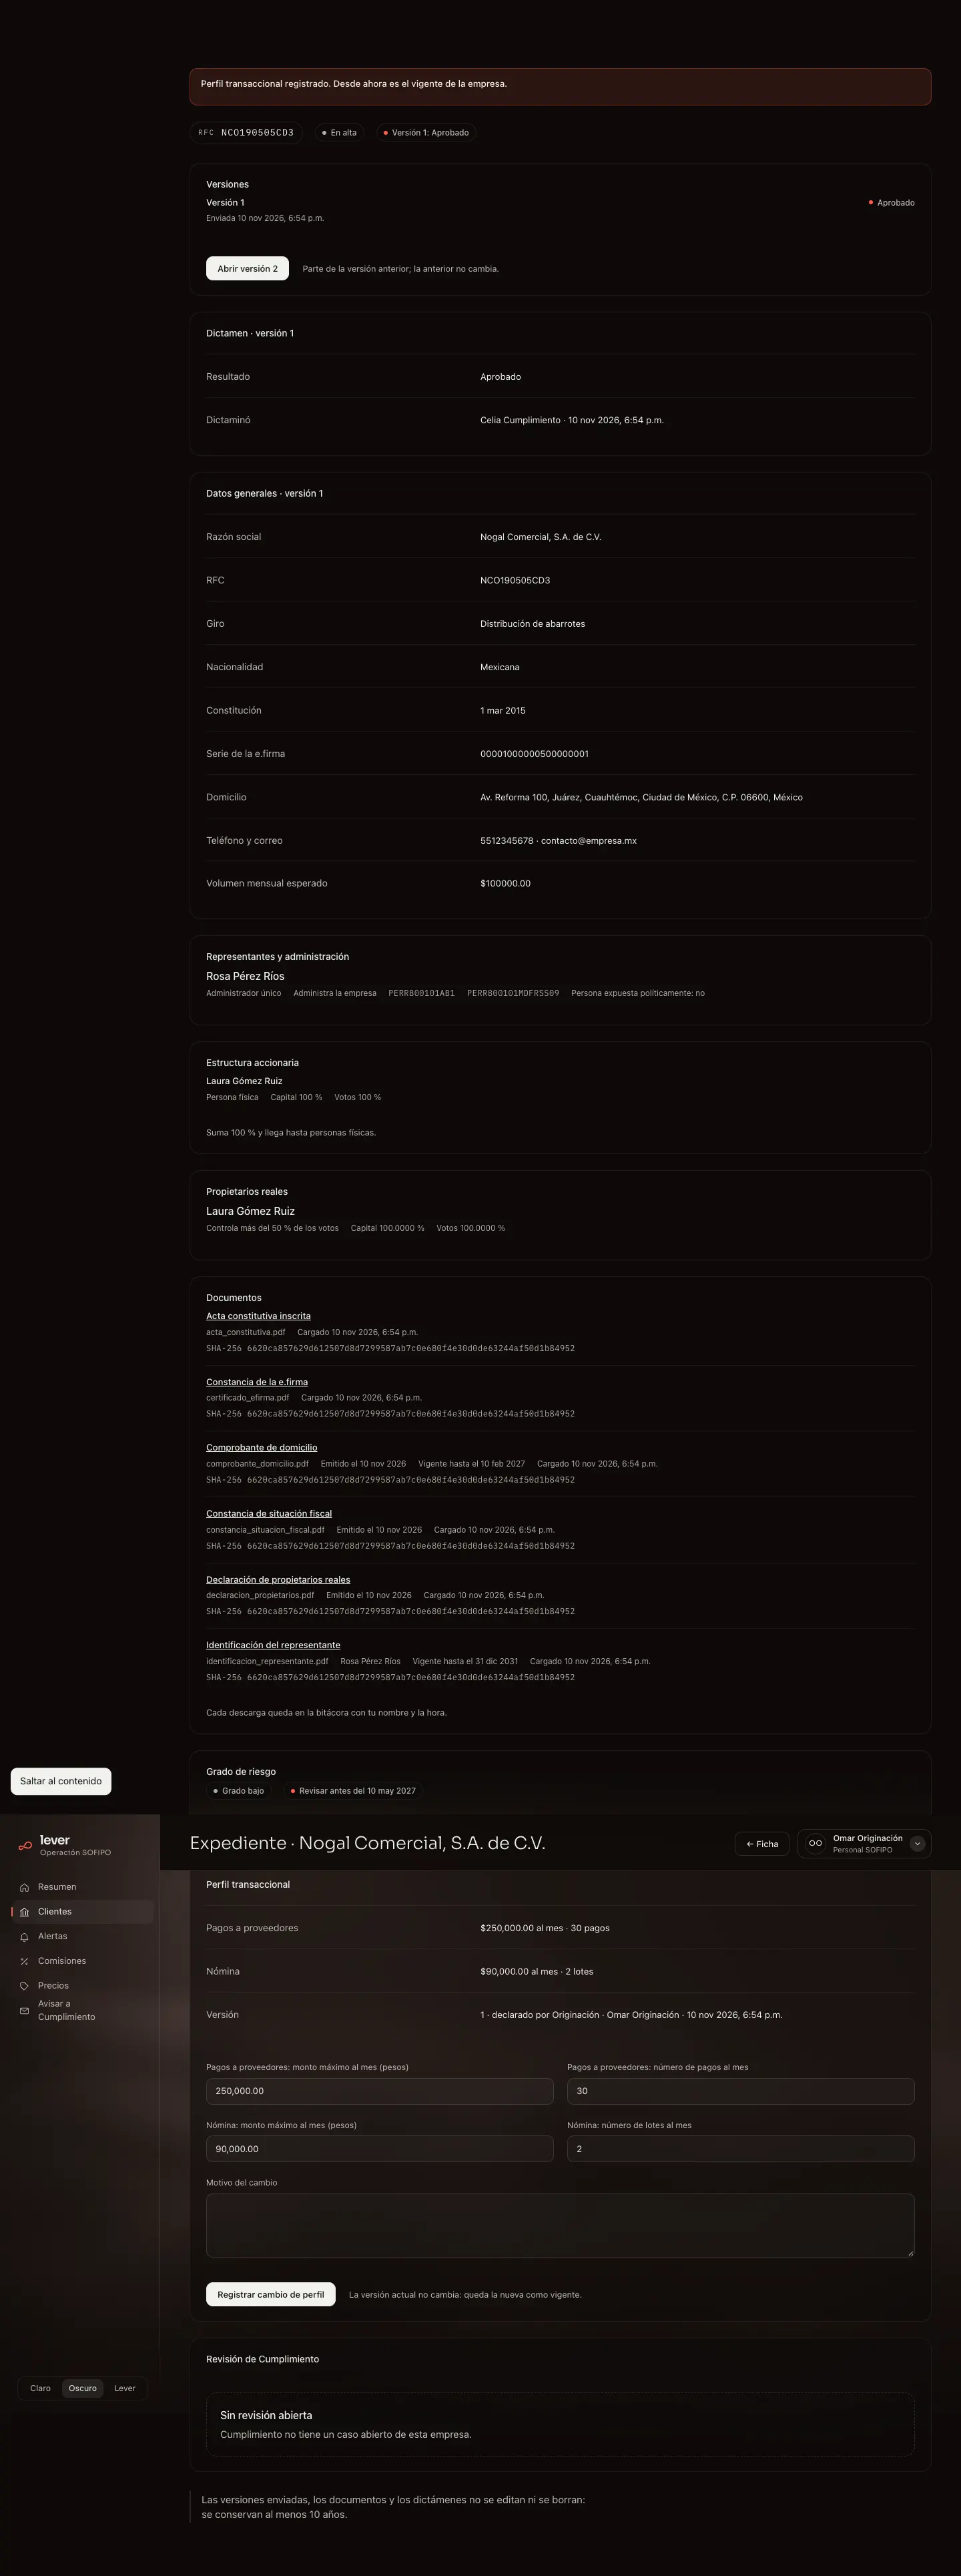 Perfil transaccional registrado. Desde ahora es el vigente de la empresa.
RFC NCO190505CD3 En alta Versión 1: Aprobado
Versiones
Versión 1 Aprobado
Enviada 10 nov 2026, 6:54 p.m.
Abrir versión 2 Parte de la versión anterior; la anterior no cambia.
Dictamen · versión 1
Resultado Aprobado
Dictaminó Celia Cumplimiento · 10 nov 2026, 6:54 p.m.
Datos generales · versión 1
Razón social Nogal Comercial, S.A. de C.V.
RFC NCO190505CD3
Giro Distribución de abarrotes
Nacionalidad Mexicana
Constitución 1 mar 2015
Serie de la e.firma 00001000000500000001
Domicilio Av. Reforma 100, Juárez, Cuauhtémoc, Ciudad de México, C.P. 06600, México
Teléfono y correo 5512345678 · contacto@empresa.mx
Volumen mensual esperado $100000.00
Representantes y administración
Rosa Pérez Ríos
Administrador único Administra la empresa PERR800101AB1 PERR800101MDFRSS09 Persona expuesta políticamente: no
Estructura accionaria
Laura Gómez Ruiz
Persona física Capital 100 % Votos 100 %
Suma 100 % y llega hasta personas físicas.
Propietarios reales
Laura Gómez Ruiz
Controla más del 50 % de los votos Capital 100.0000 % Votos 100.0000 %
Documentos
Acta constitutiva inscrita
acta_constitutiva.pdf Cargado 10 nov 2026, 6:54 p.m.
SHA-256 6620ca857629d612507d8d7299587ab7c0e680f4e30d0de63244af50d1b84952
Constancia de la e.firma
certificado_efirma.pdf Cargado 10 nov 2026, 6:54 p.m.
SHA-256 6620ca857629d612507d8d7299587ab7c0e680f4e30d0de63244af50d1b84952
Comprobante de domicilio
comprobante_domicilio.pdf Emitido el 10 nov 2026 Vigente hasta el 10 feb 2027 Cargado 10 nov 2026, 6:54 p.m.
SHA-256 6620ca857629d612507d8d7299587ab7c0e680f4e30d0de63244af50d1b84952
Constancia de situación fiscal
constancia_situacion_fiscal.pdf Emitido el 10 nov 2026 Cargado 10 nov 2026, 6:54 p.m.
SHA-256 6620ca857629d612507d8d7299587ab7c0e680f4e30d0de63244af50d1b84952
Declaración de propietarios reales
declaracion_propietarios.pdf Emitido el 10 nov 2026 Cargado 10 nov 2026, 6:54 p.m.
SHA-256 6620ca857629d612507d8d7299587ab7c0e680f4e30d0de63244af50d1b84952
Identificación del representante
identificacion_representante.pdf Rosa Pérez Ríos Vigente hasta el 31 dic 2031 Cargado 10 nov 2026, 6:54 p.m.
SHA-256 6620ca857629d612507d8d7299587ab7c0e680f4e30d0de63244af50d1b84952
Cada descarga queda en la bitácora con tu nombre y la hora.
Grado de riesgo
Grado bajo Revisar antes del 10 may 2027
Saltar al contenido
lever
Operación SOFIPO
Resumen
Clientes
Alertas
Comisiones
Precios
Avisar a
Cumplimiento
Claro Oscuro Lever
Expediente · Nogal Comercial, S.A. de C.V.
← Ficha
OO
Omar Originación
Personal SOFIPO
Perfil transaccional
Pagos a proveedores $250,000.00 al mes · 30 pagos
Nómina $90,000.00 al mes · 2 lotes
Versión 1 · declarado por Originación · Omar Originación · 10 nov 2026, 6:54 p.m.
Pagos a proveedores: monto máximo al mes (pesos) Pagos a proveedores: número de pagos al mes
250,000.00 30
Nómina: monto máximo al mes (pesos) Nómina: número de lotes al mes
90,000.00 2
Motivo del cambio
Registrar cambio de perfil La versión actual no cambia: queda la nueva como vigente.
Revisión de Cumplimiento
Sin revisión abierta
Cumplimiento no tiene un caso abierto de esta empresa.
Las versiones enviadas, los documentos y los dictámenes no se editan ni se borran:
se conservan al menos 10 años.